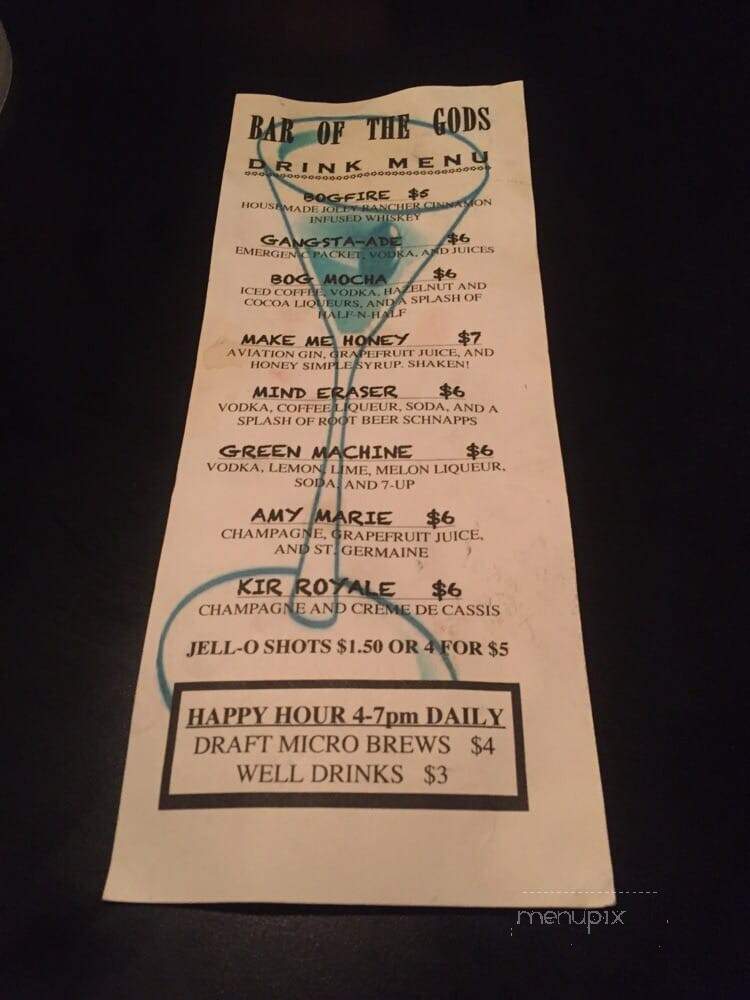 BAR OF THE GODS
DRINK MENU
BOGFIRE $5
HOUSEMADE JOLLY RANCHER CINNAMON
INFUSED WHISKEY
GANGSTA-ADE $6
EMERGEN-C PACKET, VODKA, AND JUICES
BOG MOCHA $6
ICED COFFEE, VODKA, HAZELNUT AND
COCOA LIQUEURS, AND A SPLASH OF
HALF-N-HALF
MAKE ME HONEY $7
AVIATION GIN, GRAPEFRUIT JUICE, AND
HONEY SIMPLE SYRUP. SHAKEN!
MIND ERASER $6
VODKA, COFFEE LIQUEUR, SODA, AND A
SPLASH OF ROOT BEER SCHNAPPS
GREEN MACHINE $6
VODKA, LEMON, LIME, MELON LIQUEUR,
SODA, AND 7-UP
AMY MARIE $6
CHAMPAGNE, GRAPEFRUIT JUICE,
AND ST. GERMAINE
KIR ROYALE $6
CHAMPAGNE AND CRÈME DE CASSIS
JELL-O SHOTS $1.50 OR 4 FOR $5
HAPPY HOUR 4-7pm DAILY
DRAFT MICRO BREWS $4
WELL DRINKS $3
menupix